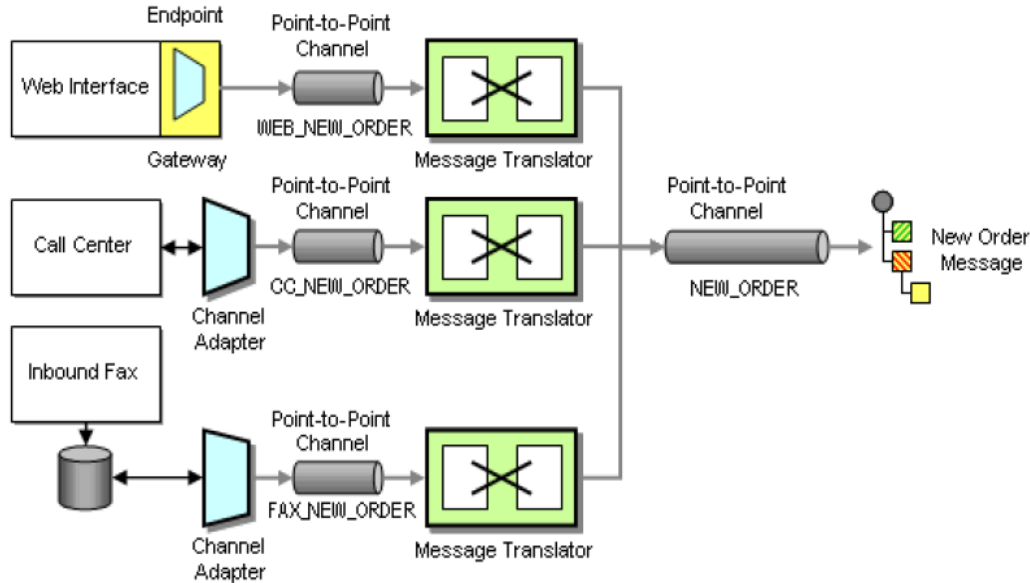 Endpoint
Web Interface
Gateway
Point-to-Point
Channel
WEB_NEW_ORDER
Message Translator
Call Center
Channel
Adapter
Point-to-Point
Channel
CC_NEW_ORDER
Message Translator
Point-to-Point
Channel
NEW_ORDER
New Order
Message
Inbound Fax
Channel
Adapter
Point-to-Point
Channel
FAX_NEW_ORDER
Message Translator